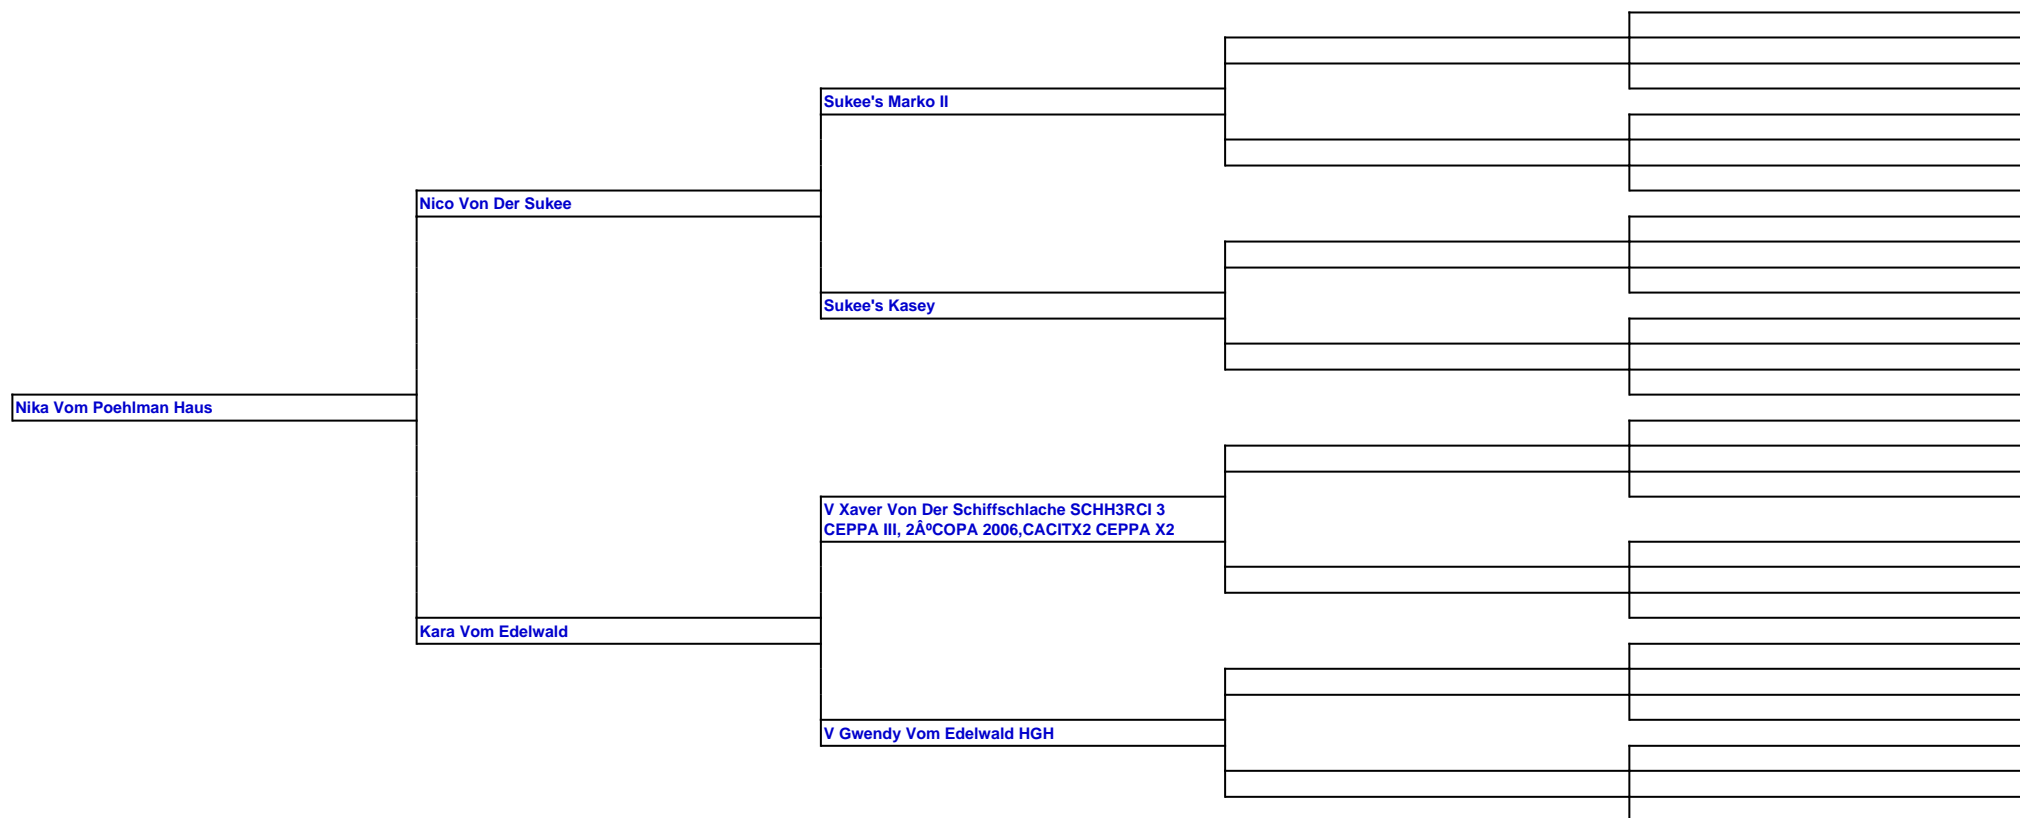 Sukee's Marko II
Nico Von Der Sukee
Sukee's Kasey
Nika Vom Poehlman Haus
V Xaver Von Der Schiffschlache SCHH3RCI 3
CEPPA III, 2ÂºCOPA 2006,CACITX2 CEPPA X2
Kara Vom Edelwald
V Gwendy Vom Edelwald HGH